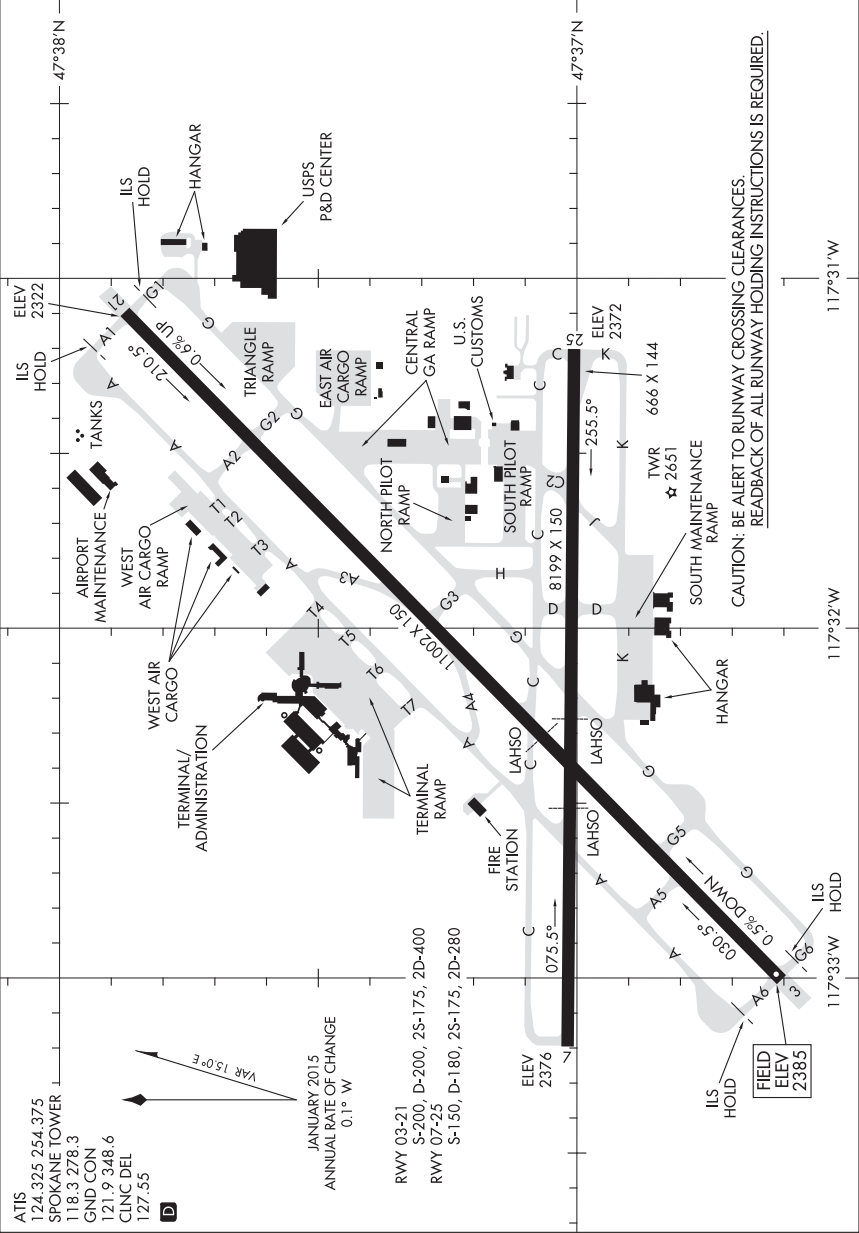 ATIS
124.325 254.375
SPOKANE TOWER
118.3 278.3
GND CON
121.9 348.6
CLNC DEL
127.55
D
VAR 15.0° E
JANUARY 2015
ANNUAL RATE OF CHANGE
0.1° W
RWY 03-21
S-200, D-200, 2S-175, 2D-400
RWY 07-25
S-150, D-180, 2S-175, 2D-280
47°38'N
47°37'N
117°31'W
117°32'W
117°33'W
ELEV
2322
ILS
HOLD
ILS
HOLD
HANGAR
USPS
P&D CENTER
21
A1
G1
G
A
210.5°
0.6% UP
TRIANGLE
RAMP
TANKS
A
A2
G2
G
AIRPORT
MAINTENANCE
WEST
AIR CARGO
RAMP
T1
T2
T3
A
A3
WEST AIR
CARGO
EAST AIR
CARGO
RAMP
CENTRAL
GA RAMP
U.S.
CUSTOMS
NORTH PILOT
RAMP
SOUTH PILOT
RAMP
T4
T5
T6
T7
TERMINAL/
ADMINISTRATION
TERMINAL
RAMP
11002 X 150
G3
H
G
A4
A
FIRE
STATION
C
C
C
C
C
C
C2
25
ELEV
2372
K
666 X 144
255.5°
8199 X 150
J
K
TWR
2651
D
D
K
SOUTH MAINTENANCE
RAMP
HANGAR
LAHSO
LAHSO
LAHSO
G
A
G5
A5
G
A
075.5°
7
ELEV
2376
0.5% DOWN
030.5°
ILS
HOLD
G6
A6
3
ILS
HOLD
FIELD
ELEV
2385
CAUTION: BE ALERT TO RUNWAY CROSSING CLEARANCES.
READBACK OF ALL RUNWAY HOLDING INSTRUCTIONS IS REQUIRED.